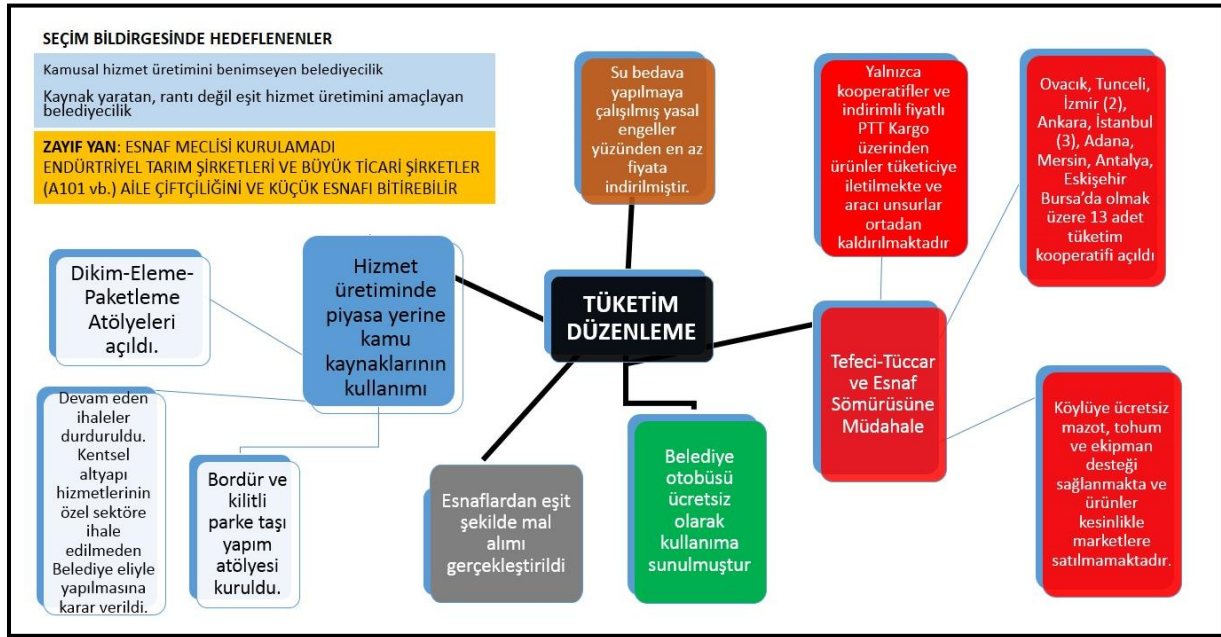 SEÇİM BİLDİRGESİNDE HEDEFLENENLER
Kamusal hizmet üretimini benimseyen belediyecilik
Kaynak yaratan, rantı değil eşit hizmet üretimini amaçlayan
belediyecilik
ZAYIF YAN: ESNAF MECLİSİ KURULAMADI
ENDÜRTRİYEL TARIM ŞİRKETLERİ VE BÜYÜK TİCARİ ŞİRKETLER
(A101 vb.) AİLE ÇİFTÇİLİĞİNİ VE KÜÇÜK ESNAFI BİTİREBİLİR
Su bedava
yapılmaya
çalışılmış yasal
engeller
yüzünden en az
fiyata
indirilmiştir.
Yalnızca
kooperatifler ve
indirimli fiyatlı
PTT Kargo
üzerinden
ürünler tüketiciye
iletilmekte ve
aracı unsurlar
ortadan
kaldırılmaktadır
Ovacık, Tunceli,
İzmir (2),
Ankara, İstanbul
(3), Adana,
Mersin, Antalya,
Eskişehir
Bursa’da olmak
üzere 13 adet
tüketim
kooperatifi açıldı
Dikim-Eleme-
Paketleme
Atölyeleri
açıldı.
Hizmet
üretiminde
piyasa yerine
kamu
kaynaklarının
kullanımı
TÜKETİM
DÜZENLEME
Tefeci-Tüccar
ve Esnaf
Sömürüsüne
Müdahale
Devam eden
ihaleler
durduruldu.
Kentsel
altyapı
hizmetlerinin
özel sektöre
ihale
edilmeden
Belediye eliyle
yapılmasına
karar verildi.
Bordür ve
kilitli
parke taşı
yapım
atölyesi
kuruldu.
Esnaflardan eşit
şekilde mal
alımı
gerçekleştirildi
Belediye
otobüsü
ücretsiz
olarak
kullanıma
sunulmuştur
Köylüye ücretsiz
mazot, tohum
ve ekipman
desteği
sağlanmakta ve
ürünler
kesinlikle
marketlere
satılmamaktadır.